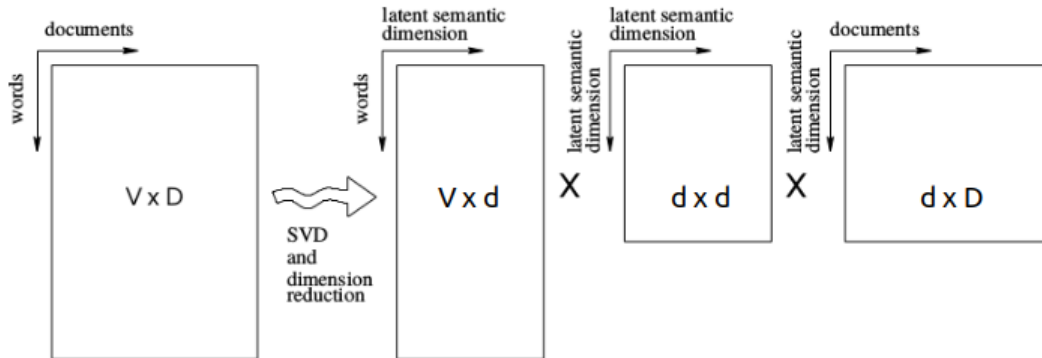 documents
words
V x D
SVD
and
dimension
reduction
latent semantic
dimension
words
V x d
X
latent semantic
dimension
latent semantic
dimension
d x d
X
latent semantic
dimension
documents
d x D